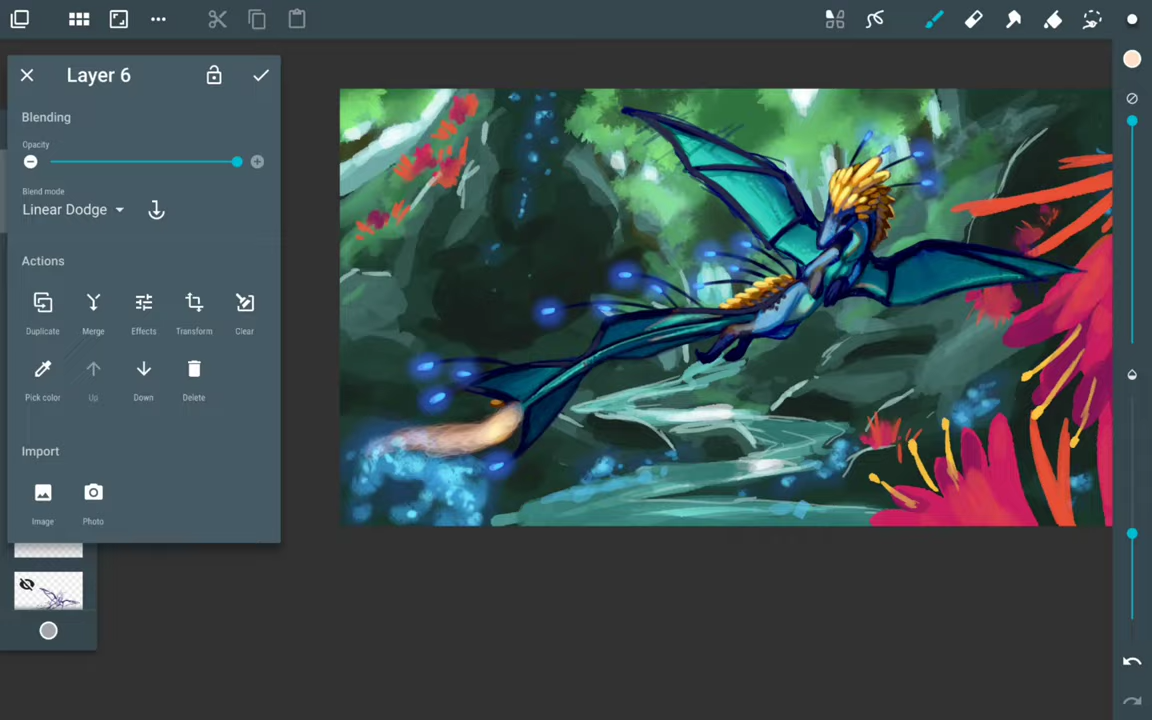 Layer 6
Blending
Opacity
Blend mode
Linear Dodge
Actions
Duplicate
Merge
Effects
Transform
Clear
Pick color
Up
Down
Delete
Import
Image
Photo